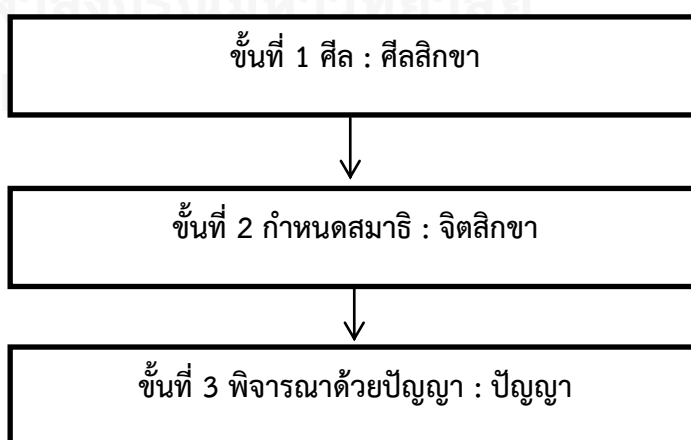 ขั้นที่ 1 ศีล : ศีลสิกขา
ขั้นที่ 2 กำหนดสมาธิ : จิตสิกขา
ขั้นที่ 3 พิจารณาด้วยปัญญา : ปัญญา